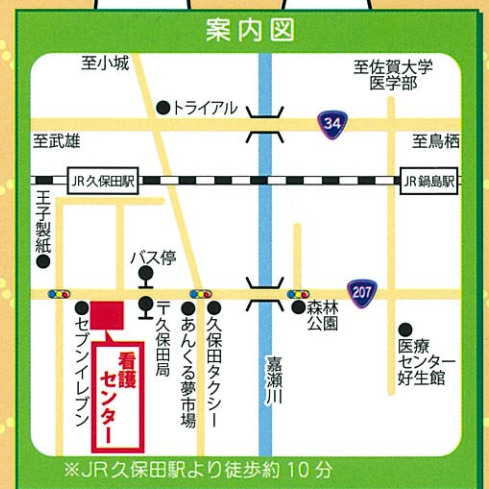 案内図
至小城
至佐賀大学
医学部
トライアル
34
至武雄
至鳥栖
JR久保田駅
JR鍋島駅
王子製紙
バス停
207
セブンイレブン
看護
センター
〒久保田局
あんくる夢市場
久保田タクシー
嘉瀬川
森林
公園
医療
センター
好生館
※JR久保田駅より徒歩約10分